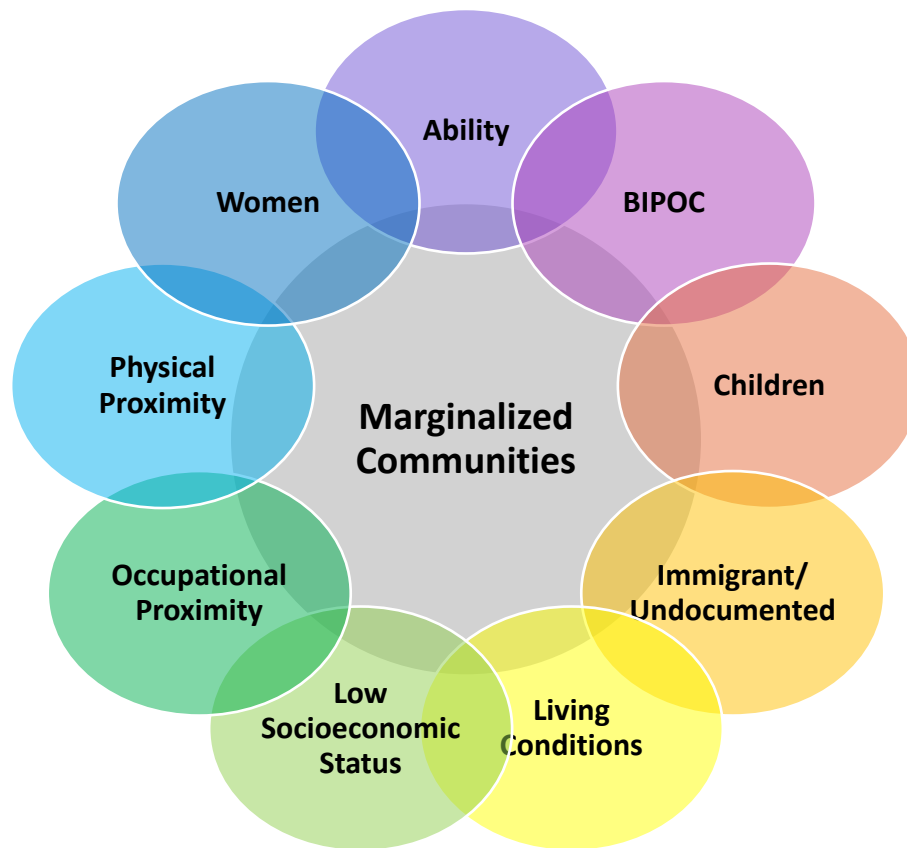 Ability
Women
BIPOC
Physical
Proximity
Children
Marginalized
Communities
Occupational
Proximity
Immigrant/
Undocumented
Low
Socioeconomic
Status
Living
Conditions